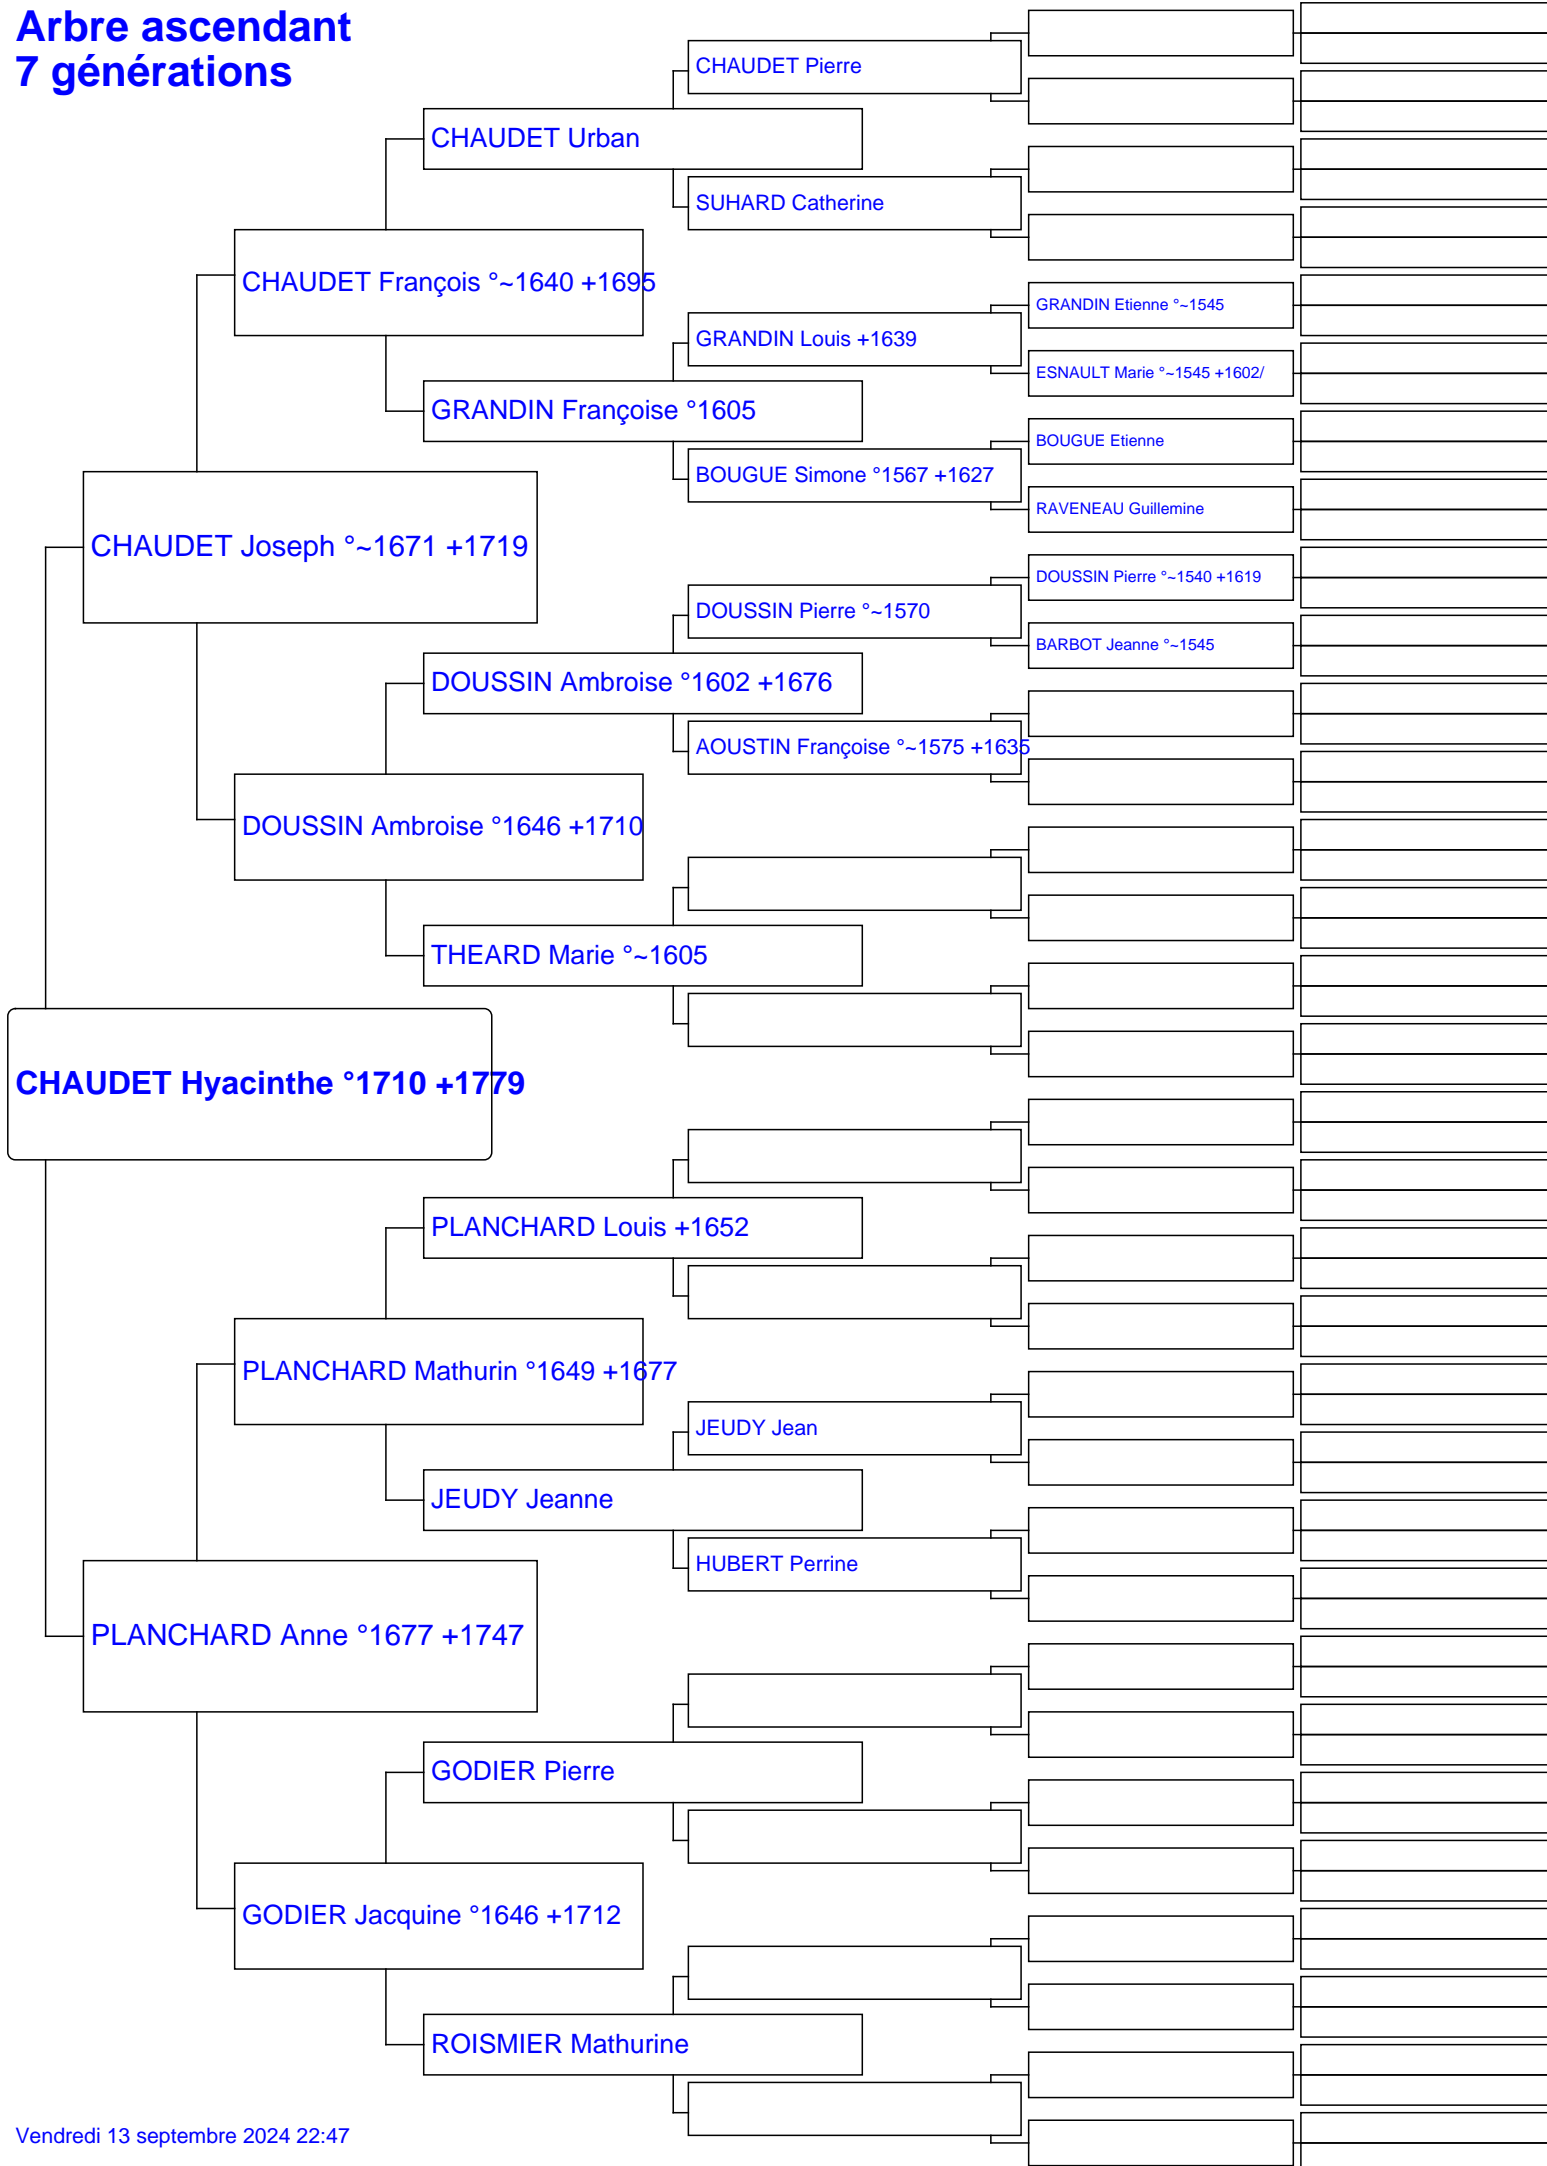 Arbre ascendant
7 générations
CHAUDET Pierre
CHAUDET Urban
SUHARD Catherine
CHAUDET François °~1640 +1695
GRANDIN Etienne °~1545
GRANDIN Louis +1639
ESNAULT Marie °~1545 +1602/
GRANDIN Françoise °1605
BOUGUE Etienne
BOUGUE Simone °1567 +1627
RAVENEAU Guillemine
CHAUDET Joseph °~1671 +1719
DOUSSIN Pierre °~1540 +1619
DOUSSIN Pierre °~1570
BARBOT Jeanne °~1545
DOUSSIN Ambroise °1602 +1676
AOUSTIN Françoise °~1575 +1635
DOUSSIN Ambroise °1646 +1710
THEARD Marie °~1605
CHAUDET Hyacinthe °1710 +1779
PLANCHARD Louis +1652
PLANCHARD Mathurin °1649 +1677
JEUDY Jean
JEUDY Jeanne
HUBERT Perrine
PLANCHARD Anne °1677 +1747
GODIER Pierre
GODIER Jacquine °1646 +1712
ROISMIER Mathurine
Vendredi 13 septembre 2024 22:47